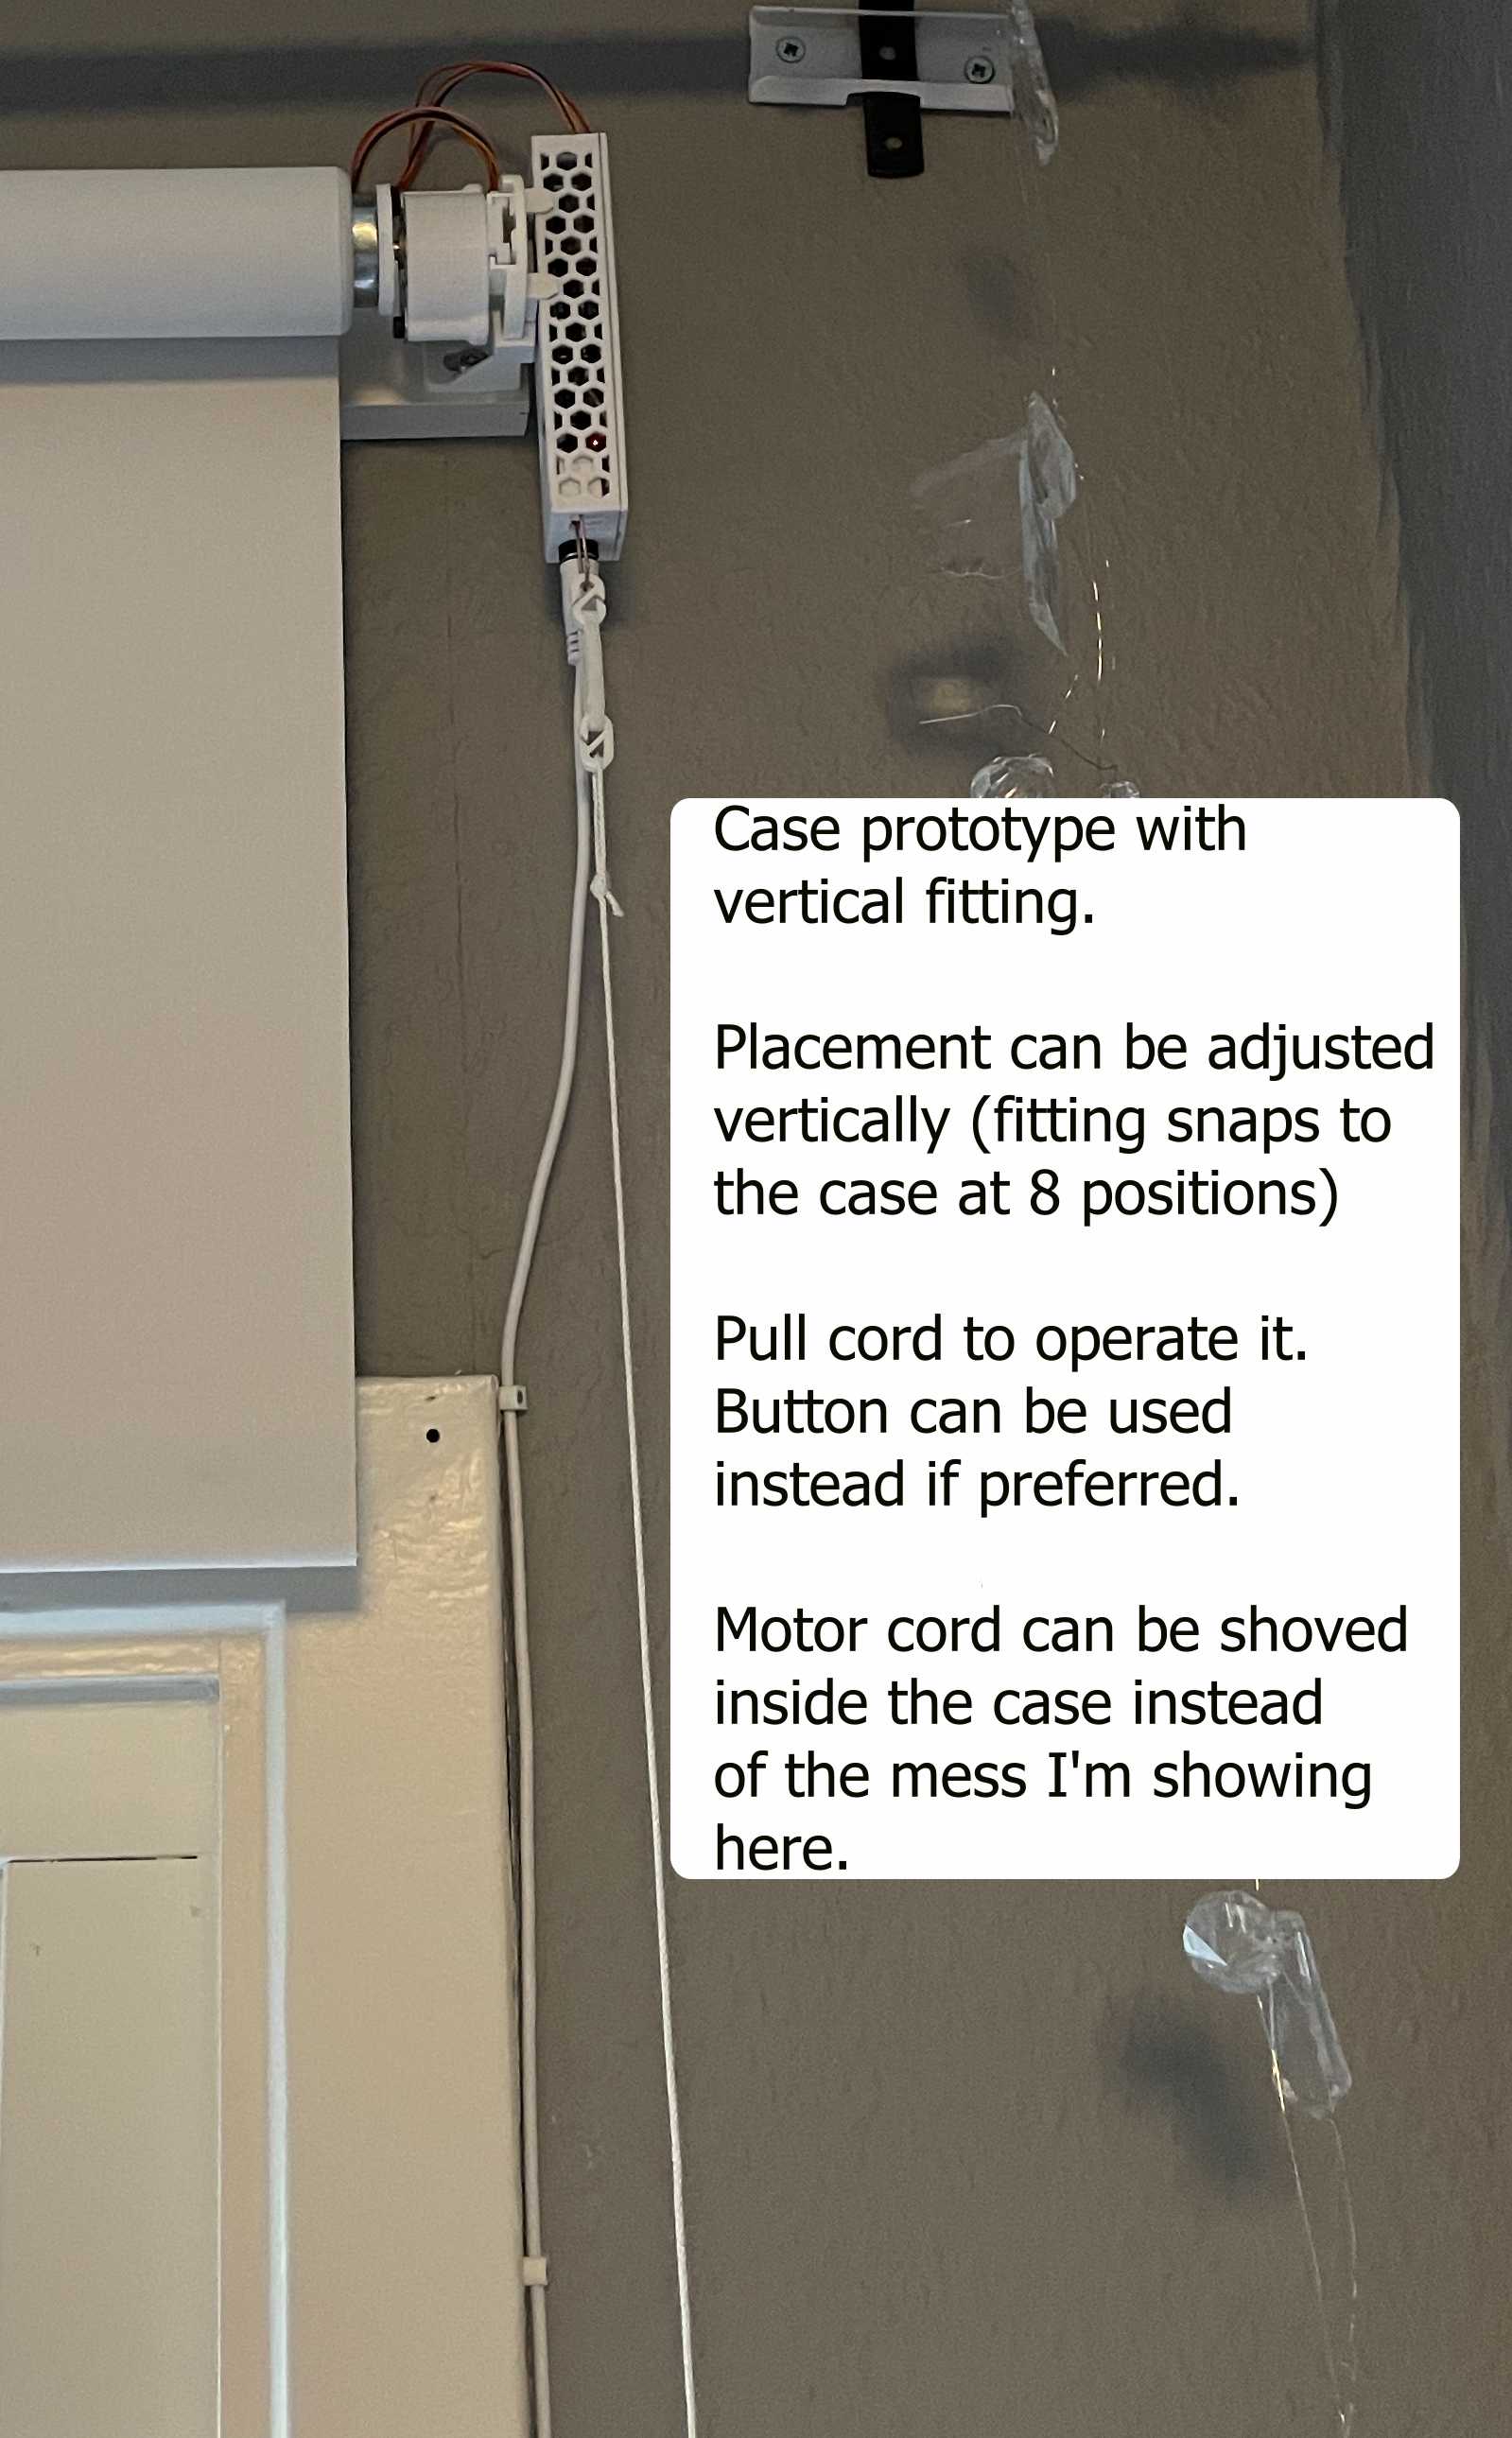 Case prototype with
vertical fitting.
Placement can be adjusted
vertically (fitting snaps to
the case at 8 positions)
Pull cord to operate it.
Button can be used
instead if preferred.
Motor cord can be shoved
inside the case instead
of the mess I'm showing
here.